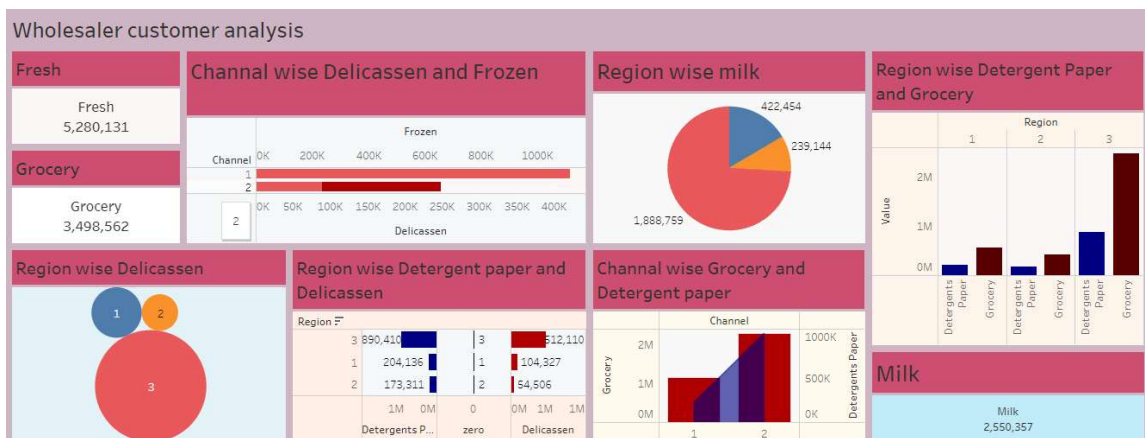 Wholesaler customer analysis
Fresh
Fresh
5,280,131
Grocery
Grocery
3,498,562
Channal wise Delicassen and Frozen
Frozen
Channel 0K 200K 400K 600K 800K 1000K
1
2
0K 50K 100K 150K 200K 250K 300K 350K 400K
Delicassen
2
Region wise milk
422,454
239,144
1,888,759
Region wise Detergent Paper
and Grocery
Region
1 2 3
Value
2M
1M
0M
Detergents
Paper
Grocery
Detergents
Paper
Grocery
Detergents
Paper
Grocery
Region wise Delicassen
1
2
3
Region wise Detergent paper and
Delicassen
Region
3 890,410 3 512,110
1 204,136 1 104,327
2 173,311 2 54,506
1M 0M 0 0M 1M 1M
Detergents P... zero Delicassen
Channal wise Grocery and
Detergent paper
Channel
Grocery
2M
1M
0M
1000K
500K
0K
Detergents Paper
1 2
Milk
Milk
2,550,357